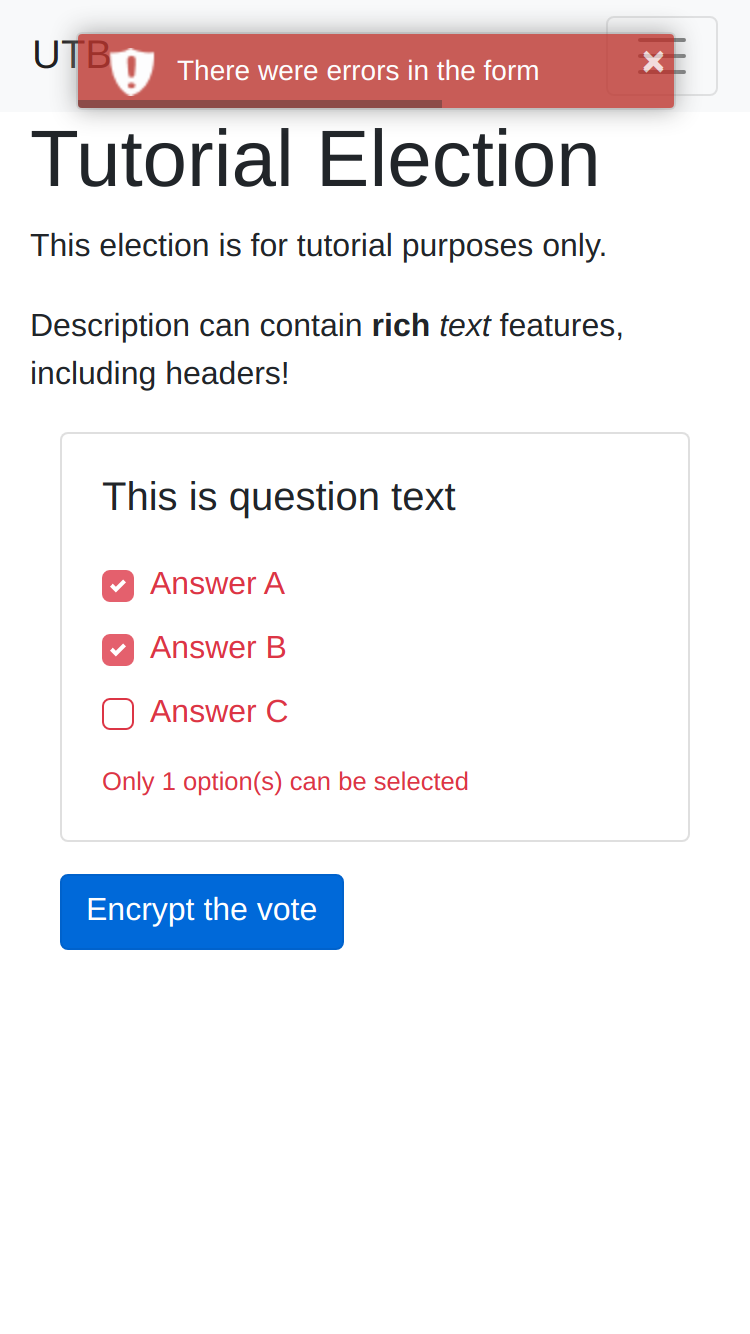 UTB
There were errors in the form
Tutorial Election
This election is for tutorial purposes only.
Description can contain rich text features,
including headers!
This is question text
Answer A
Answer B
Answer C
Only 1 option(s) can be selected
Encrypt the vote